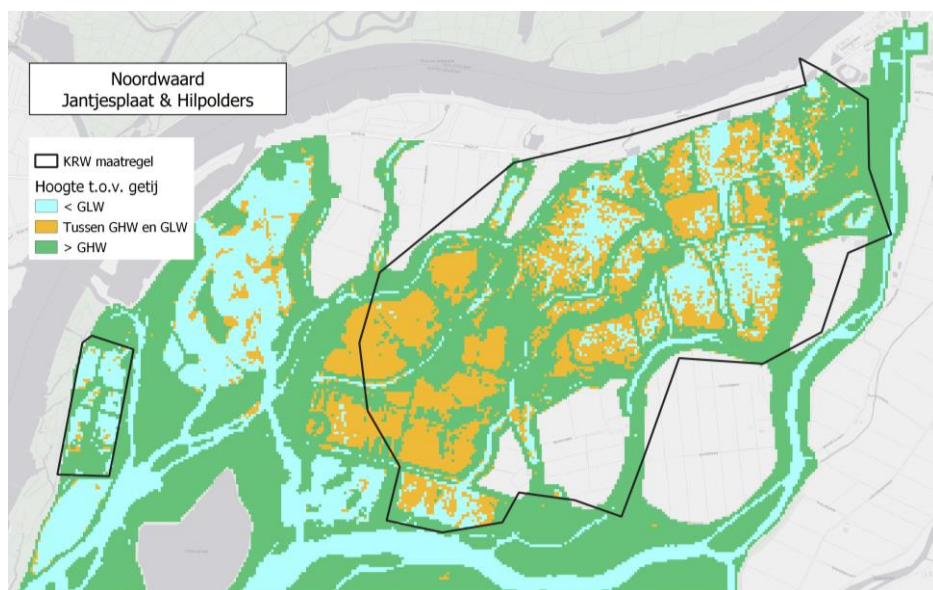 Noordwaard
Jantjesplaat & Hilpolders
KRW maatregel
Hoogte t.o.v. getij
< GLW
Tussen GHW en GLW
> GHW